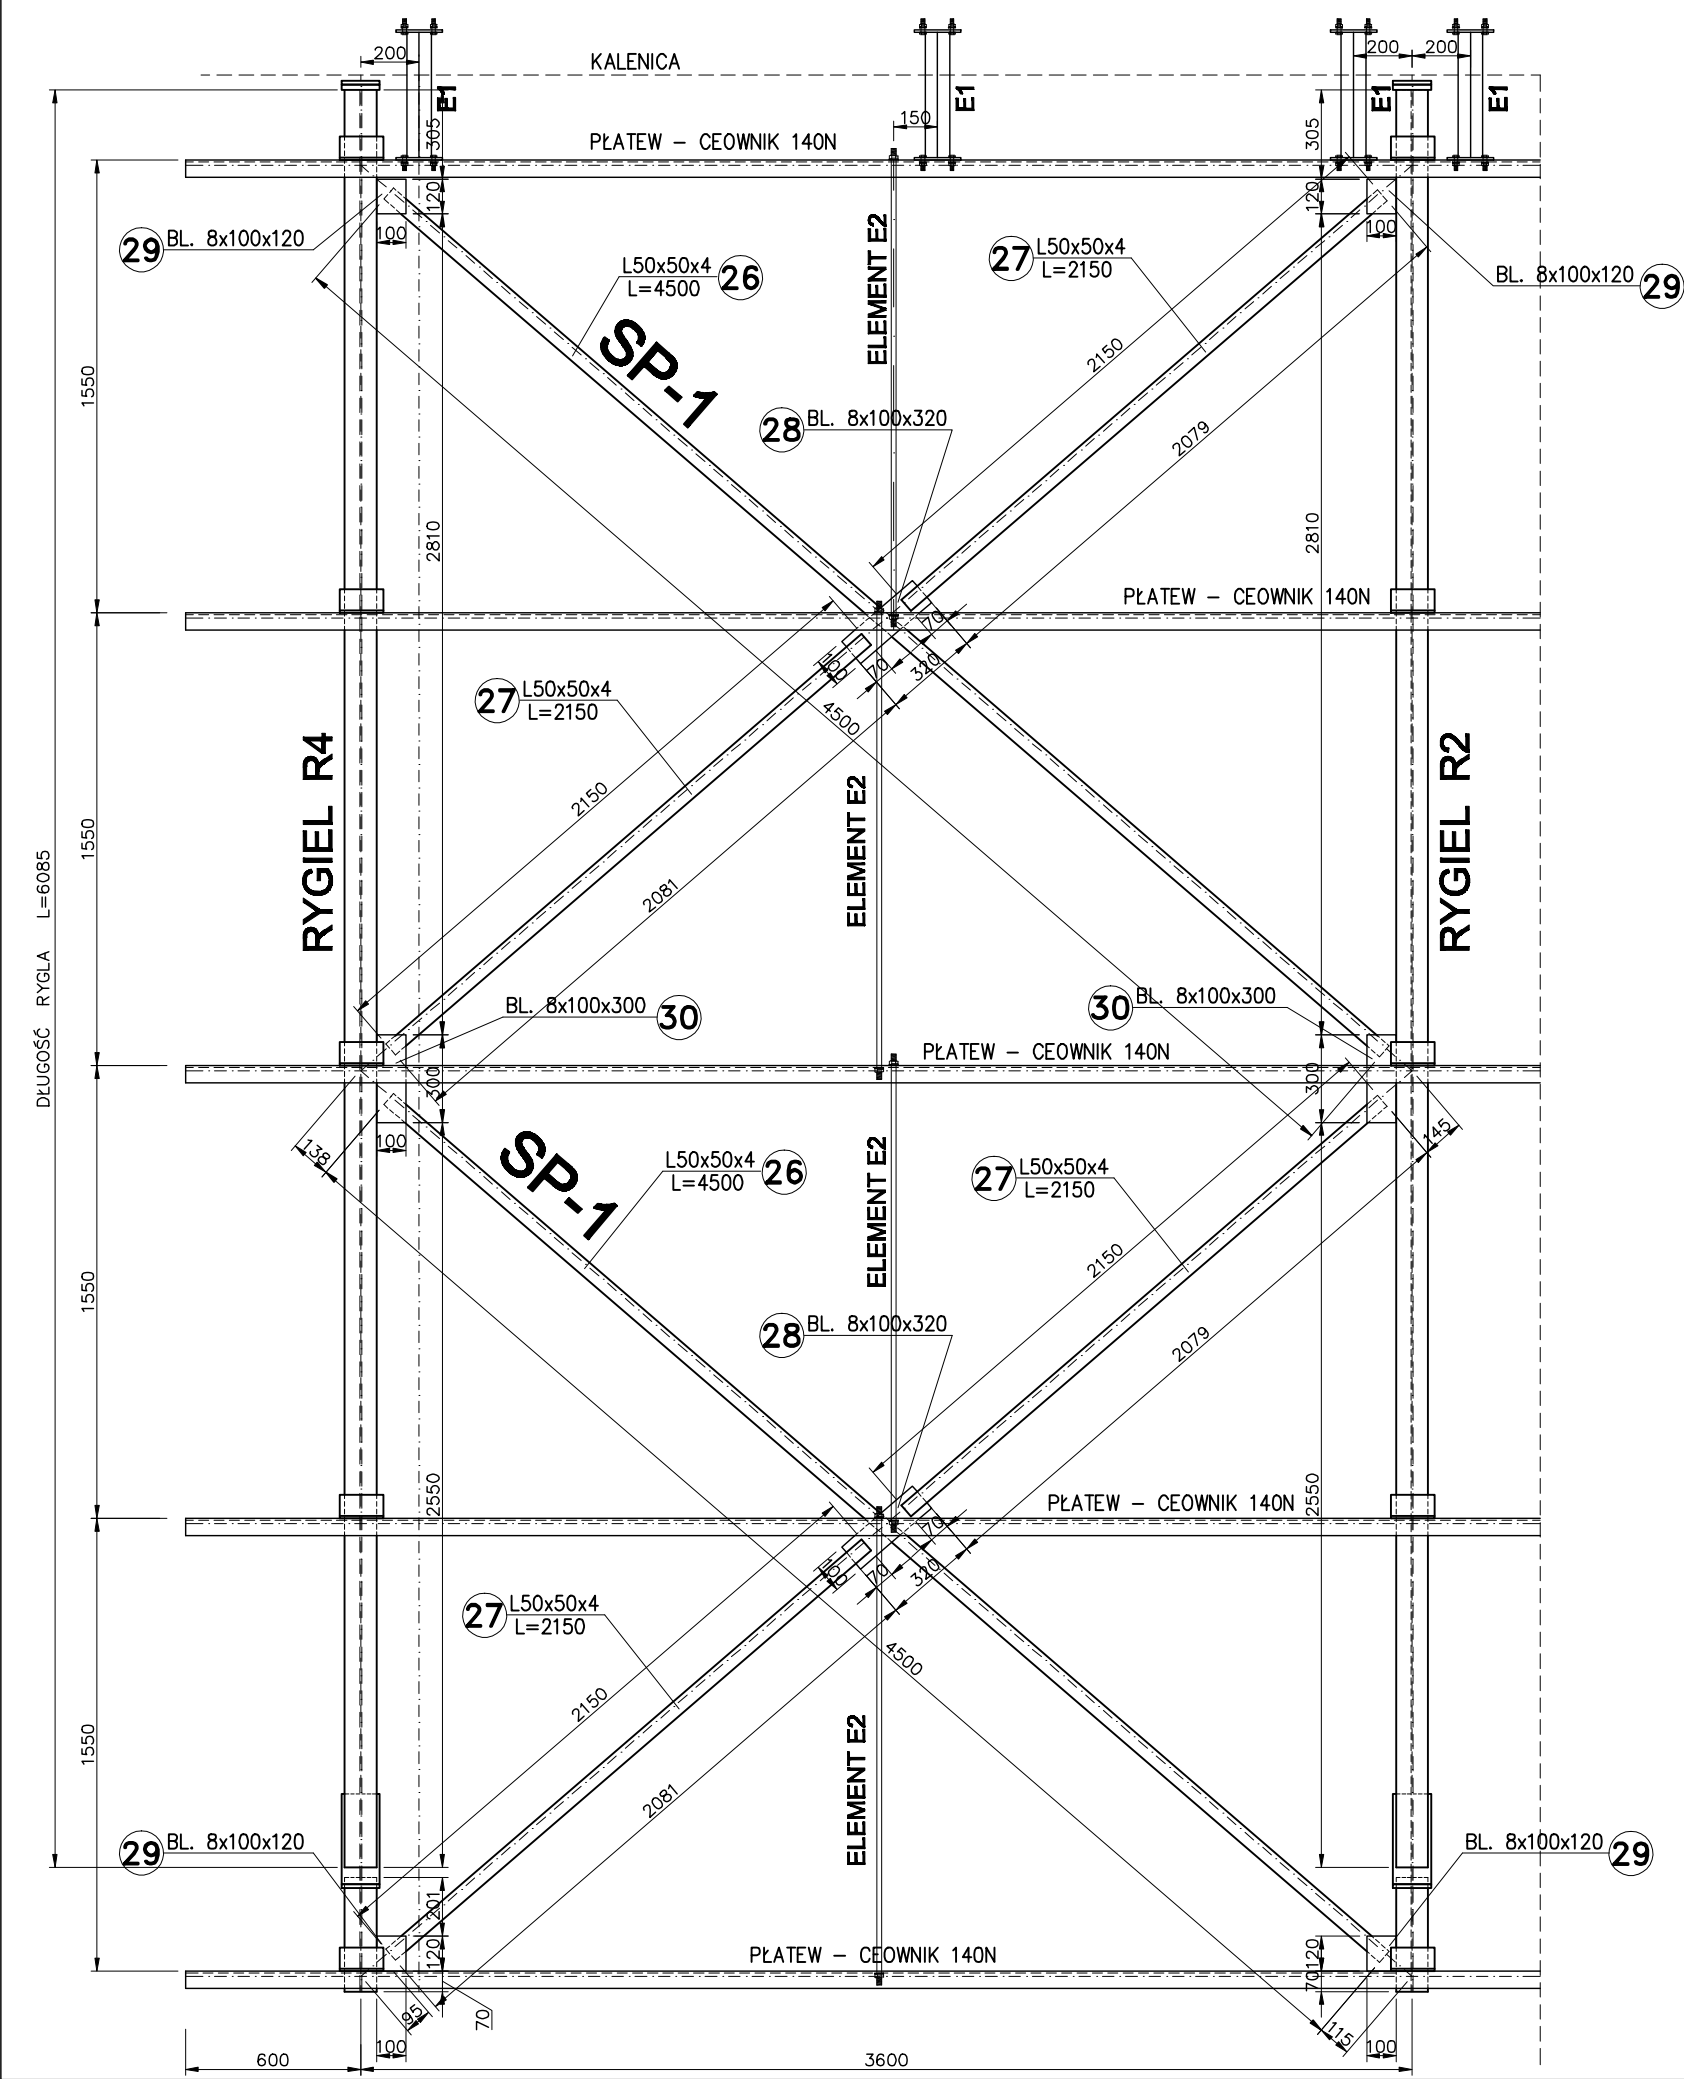 200
KALENICA
200
200
E1
E1
E1
E1
305
150
305
PŁATEW – CEOWNIK 140N
120
120
100
100
29 BL. 8x100x120
L50x50x4
L=4500
26
27
L50x50x4
L=2150
BL. 8x100x120 29
ELEMENT E2
SP-1
2150
1550
28 BL. 8x100x320
2079
2810
2810
PŁATEW – CEOWNIK 140N
70
100
70
320
27
L50x50x4
L=2150
4500
RYGIEL R4
RYGIEL R2
2150
ELEMENT E2
1550
2081
DŁUGOŚĆ RYGLA L=6085
BL. 8x100x300 30
30 BL. 8x100x300
PŁATEW – CEOWNIK 140N
300
300
138
100
145
SP-1
L50x50x4
L=4500
26
27
L50x50x4
L=2150
ELEMENT E2
2150
1550
28 BL. 8x100x320
2079
2550
2550
PŁATEW – CEOWNIK 140N
70
100
70
320
27
L50x50x4
L=2150
4500
2150
1550
ELEMENT E2
2081
29 BL. 8x100x120
BL. 8x100x120 29
201
120
PŁATEW – CEOWNIK 140N
120
70
95
70
115
100
100
600
3600